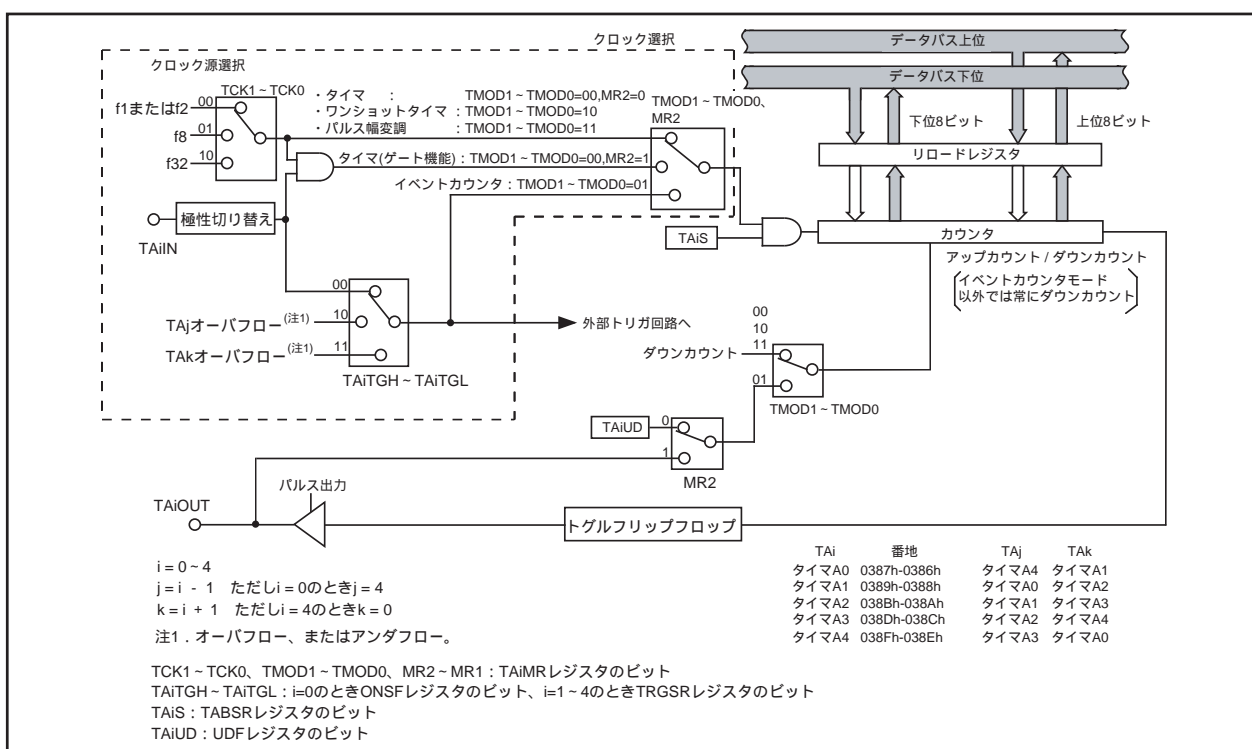 クロック選択
クロック源選択
データバス上位
データバス下位
下位8ビット
上位8ビット
リロードレジスタ
カウンタ
アップカウント / ダウンカウント
イベントカウンタモード
以外では常にダウンカウント
TCK1~TCK0
f1またはf2
00
f8
01
f32
10
・タイマ : TMOD1~TMOD0=00,MR2=0
・ワンショットタイマ : TMOD1~TMOD0=10
・パルス幅変調 : TMOD1~TMOD0=11
タイマ(ゲート機能) : TMOD1~TMOD0=00,MR2=1
イベントカウンタ : TMOD1~TMOD0=01
TMOD1~TMOD0、
MR2
TAiIN
極性切り替え
TAiS
00
TAjオーバフロー(注1)
10
TAkオーバフロー(注1)
11
TAiTGH~TAiTGL
外部トリガ回路へ
00
10
11
ダウンカウント
01
TMOD1~TMOD0
TAiUD
0
1
MR2
パルス出力
TAiOUT
トグルフリップフロップ
i = 0~4
j = i - 1 ただしi = 0のときj = 4
k = i + 1 ただしi = 4のときk = 0
注1．オーバフロー、またはアンダフロー。
TAi 番地 TAj TAk
タイマA0 0387h-0386h タイマA4 タイマA1
タイマA1 0389h-0388h タイマA0 タイマA2
タイマA2 038Bh-038Ah タイマA1 タイマA3
タイマA3 038Dh-038Ch タイマA2 タイマA4
タイマA4 038Fh-038Eh タイマA3 タイマA0
TCK1~TCK0、TMOD1~TMOD0、MR2~MR1 : TAiMRレジスタのビット
TAiTGH~TAiTGL : i=0のときONSFレジスタのビット、i=1~4のときTRGSRレジスタのビット
TAiS : TABSRレジスタのビット
TAiUD : UDFレジスタのビット